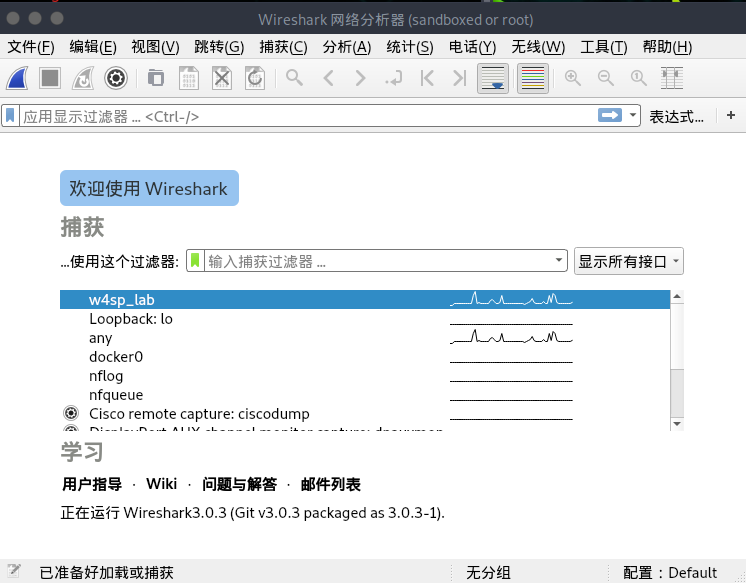 Wireshark 网络分析器 (sandboxed or root)
文件(F) 编辑(E) 视图(V) 跳转(G) 捕获(C) 分析(A) 统计(S) 电话(Y) 无线(W) 工具(T) 帮助(H)
应用显示过滤器 … <Ctrl-/> 表达式… +
欢迎使用 Wireshark
捕获
…使用这个过滤器: 输入捕获过滤器 … 显示所有接口
w4sp_lab
Loopback: lo
any
docker0
nflog
nfqueue
Cisco remote capture: ciscodump
DisplayPort AUX channel monitor capture: dpauxmon
学习
用户指导 · Wiki · 问题与解答 · 邮件列表
正在运行 Wireshark3.0.3 (Git v3.0.3 packaged as 3.0.3-1).
已准备好加载或捕获 无分组 配置：Default